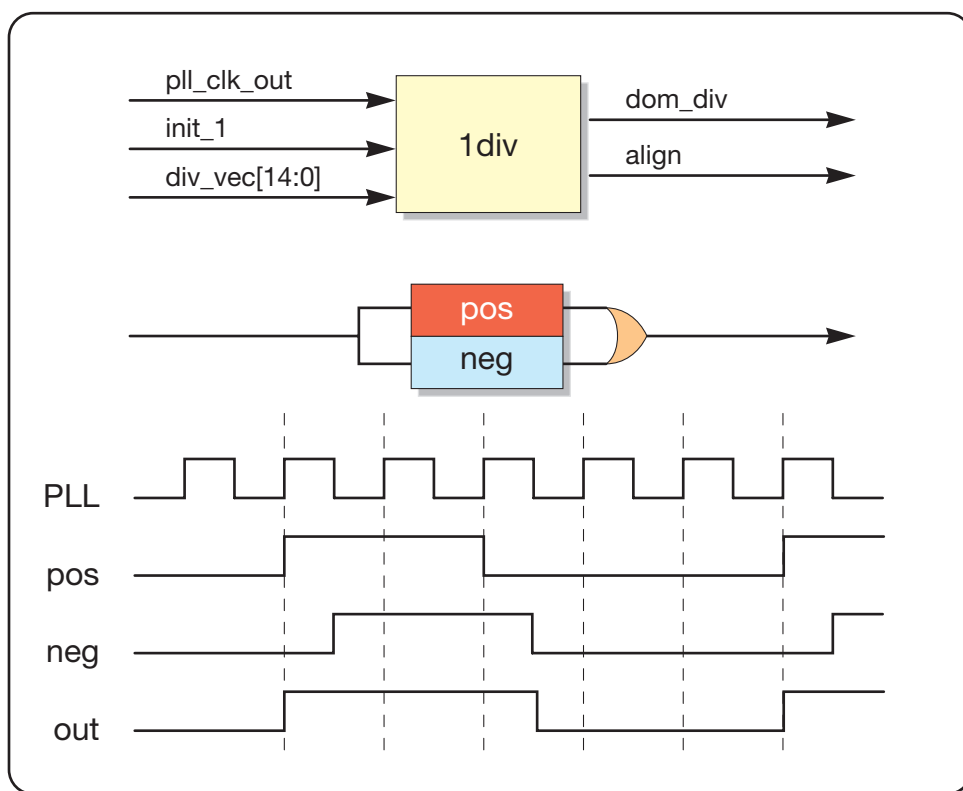 pll_clk_out
init_1
div_vec[14:0]
1div
dom_div
align
pos
neg
PLL
pos
neg
out